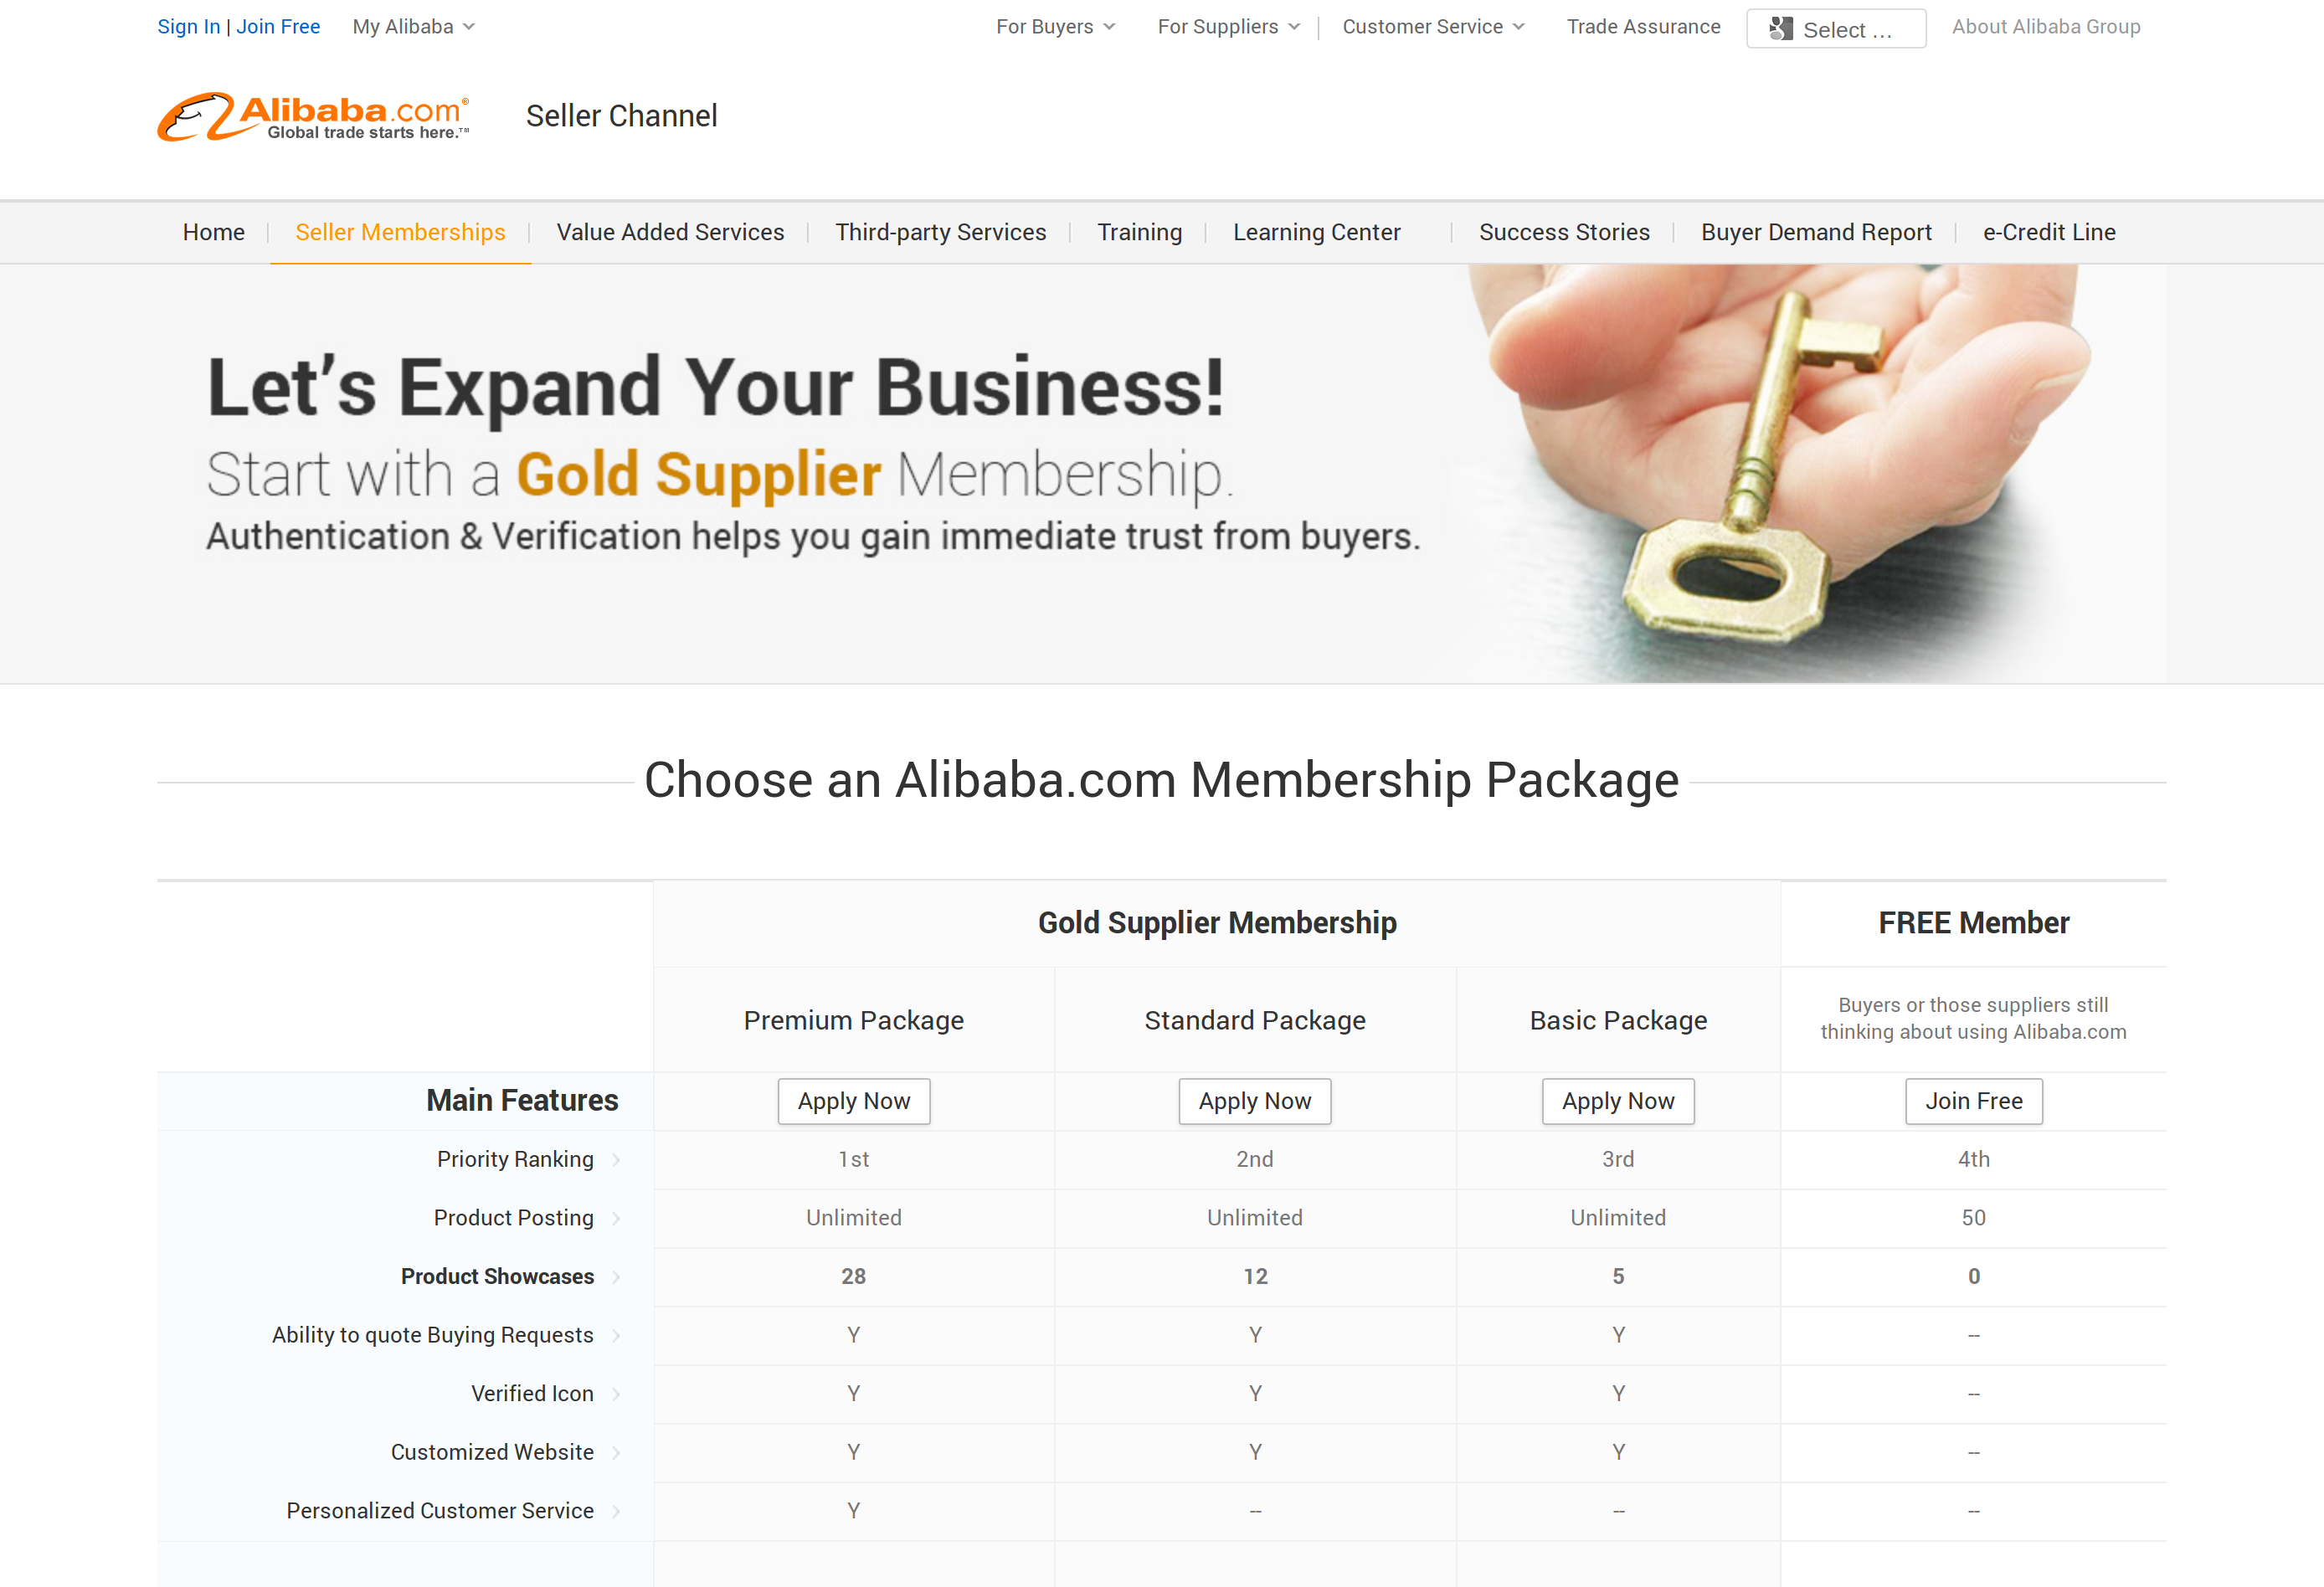 Sign In | Join Free My Alibaba For Buyers For Suppliers Customer Service Trade Assurance Select ... About Alibaba Group
Alibaba.com® Seller Channel
Global trade starts here.™
Home Seller Memberships Value Added Services Third-party Services Training Learning Center Success Stories Buyer Demand Report e-Credit Line
Let's Expand Your Business!
Start with a Gold Supplier Membership.
Authentication & Verification helps you gain immediate trust from buyers.
Choose an Alibaba.com Membership Package
Gold Supplier Membership FREE Member
Premium Package Standard Package Basic Package Buyers or those suppliers still
thinking about using Alibaba.com
Main Features Apply Now Apply Now Apply Now Join Free
Priority Ranking 1st 2nd 3rd 4th
Product Posting Unlimited Unlimited Unlimited 50
Product Showcases 28 12 5 0
Ability to quote Buying Requests Y Y Y --
Verified Icon Y Y Y --
Customized Website Y Y Y --
Personalized Customer Service Y -- -- --